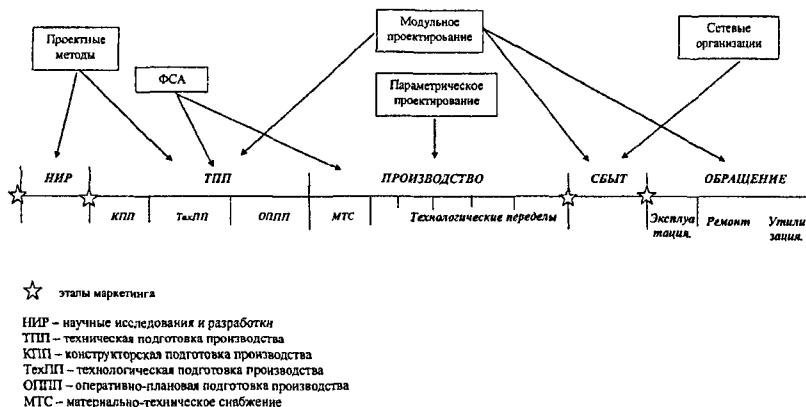 Проектные
методы
ФСА
Модульное
проектироьание
Параметрическое
проектирование
Сетевые
организации
НИР
ТПП
ПРОИЗВОДСТВО
СБЫТ
ОБРАЩЕНИЕ
КПП
ТехПП
ОППП
МТС
Технологические переделы
Эксплуа
тация.
Ремонт
Утили
зация.
этапы маркетинга
НИР – научные исследования и разработки
ТПП – техническая подготовка производства
КПП – конструкторская подготовка производства
ТехПП – технологическая подготовка производства
ОППП – оперативно-плановая подготовка производства
МТС – материально-техническое снабжение